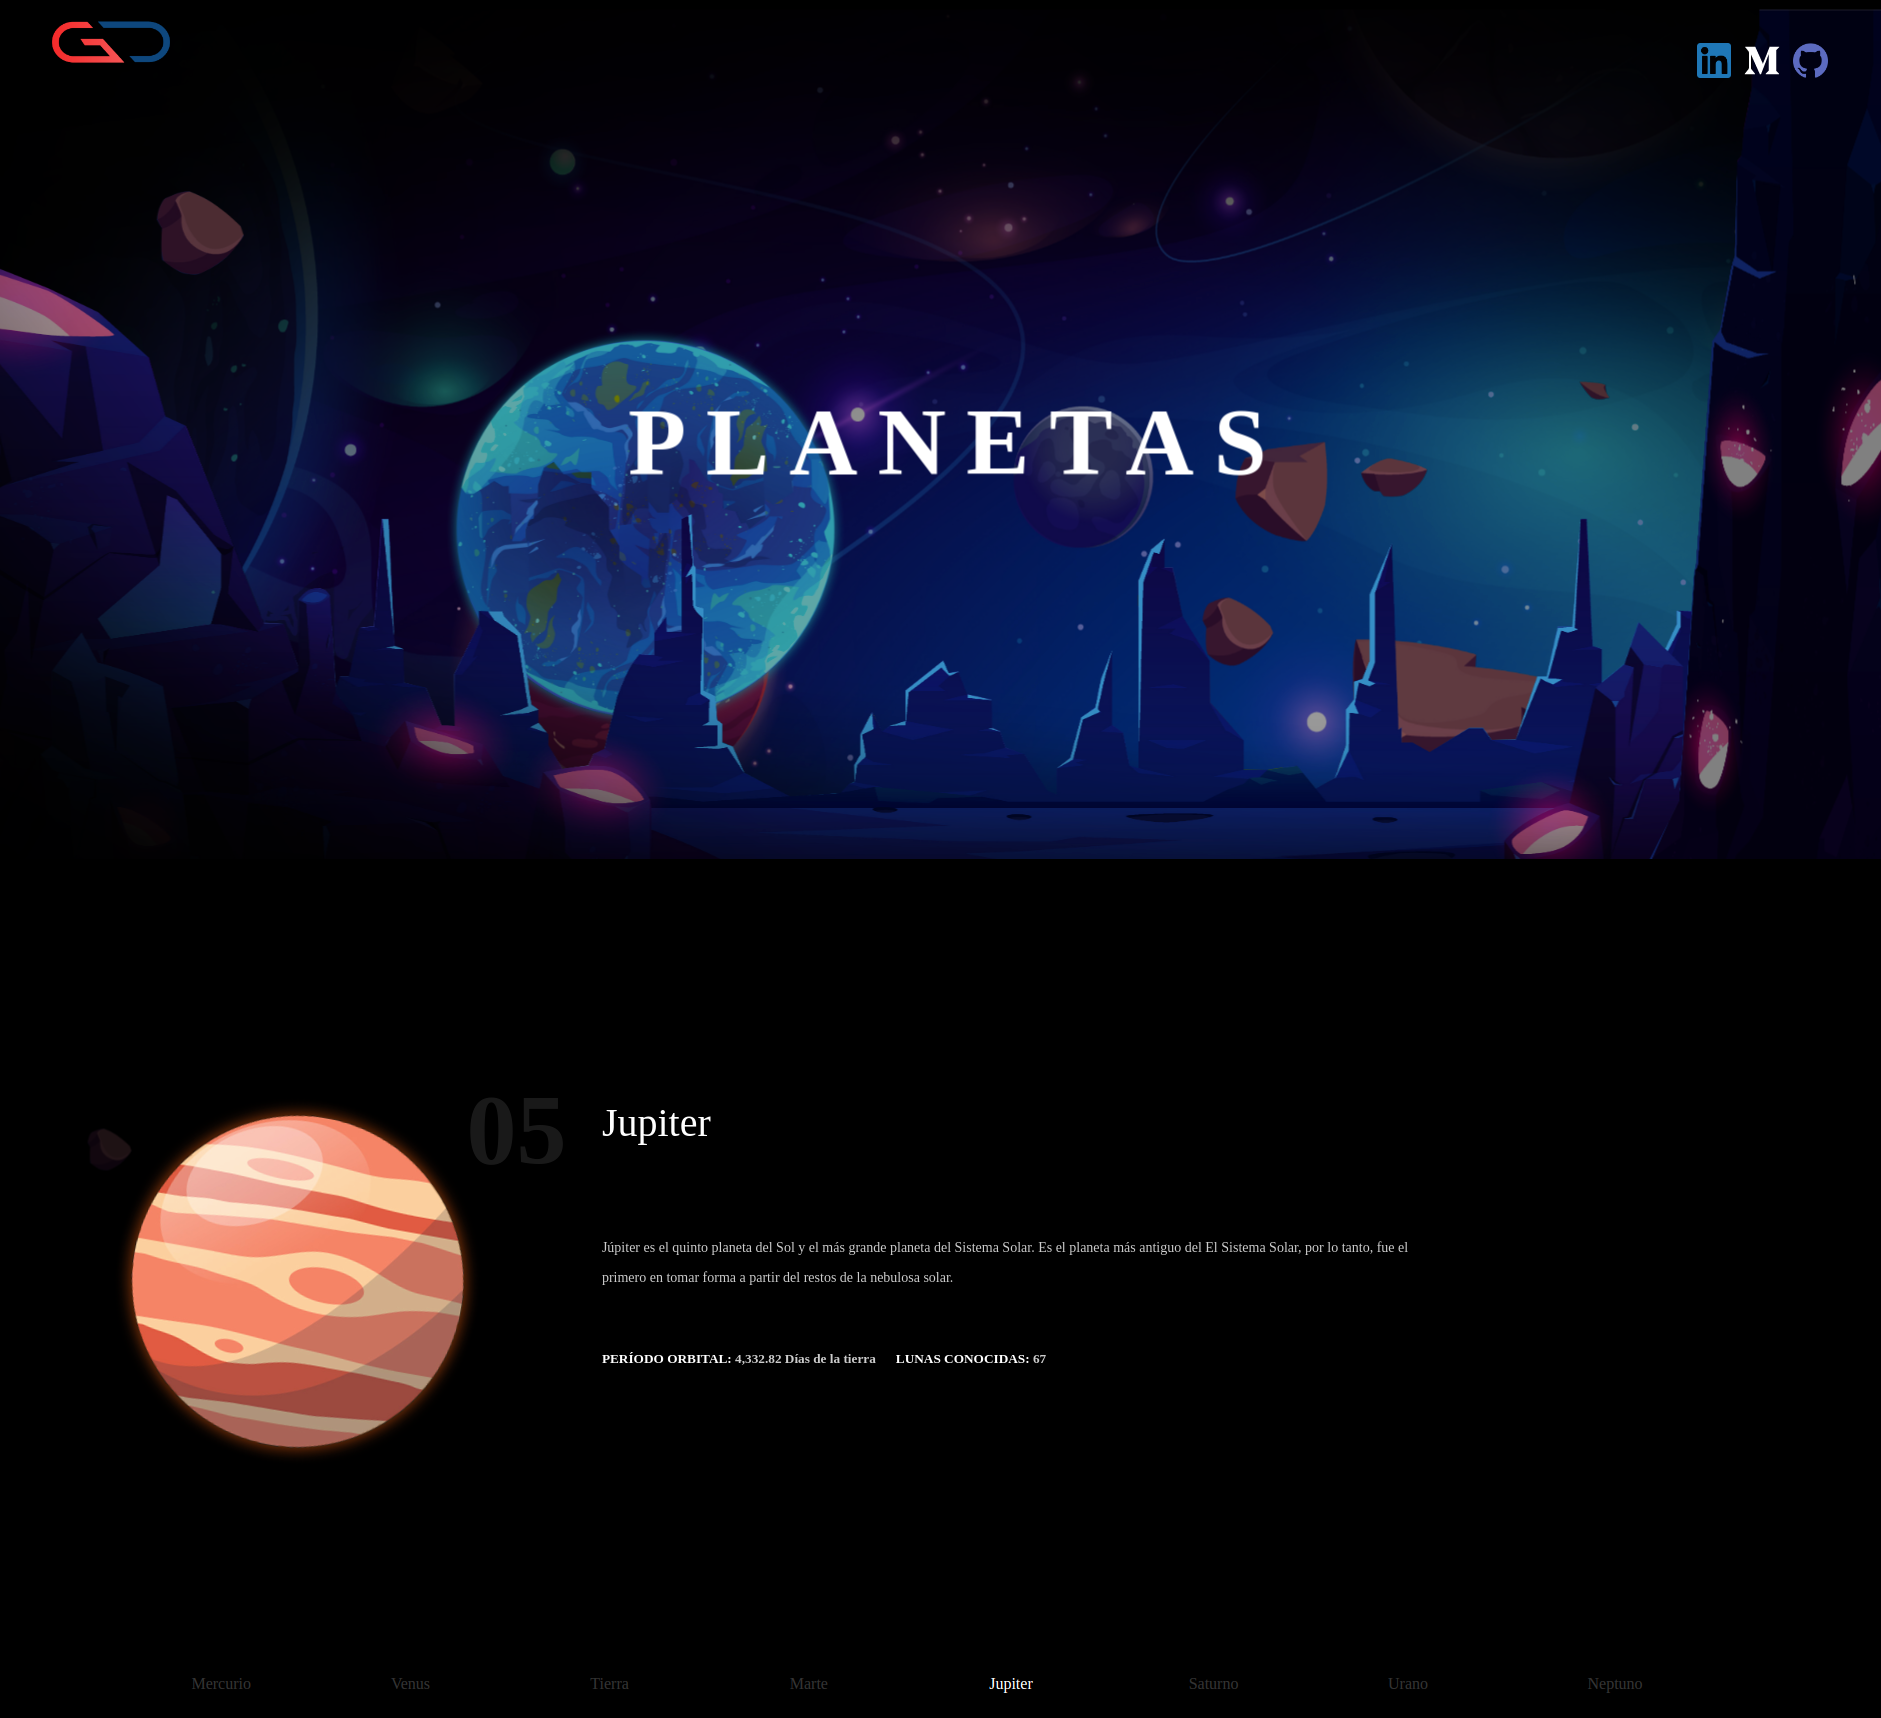 PLANETAS
05
Jupiter
Júpiter es el quinto planeta del Sol y el más grande planeta del Sistema Solar. Es el planeta más antiguo del El Sistema Solar, por lo tanto, fue el
primero en tomar forma a partir del restos de la nebulosa solar.
PERÍODO ORBITAL: 4,332.82 Días de la tierra LUNAS CONOCIDAS: 67
Mercurio Venus Tierra Marte Jupiter Saturno Urano Neptuno